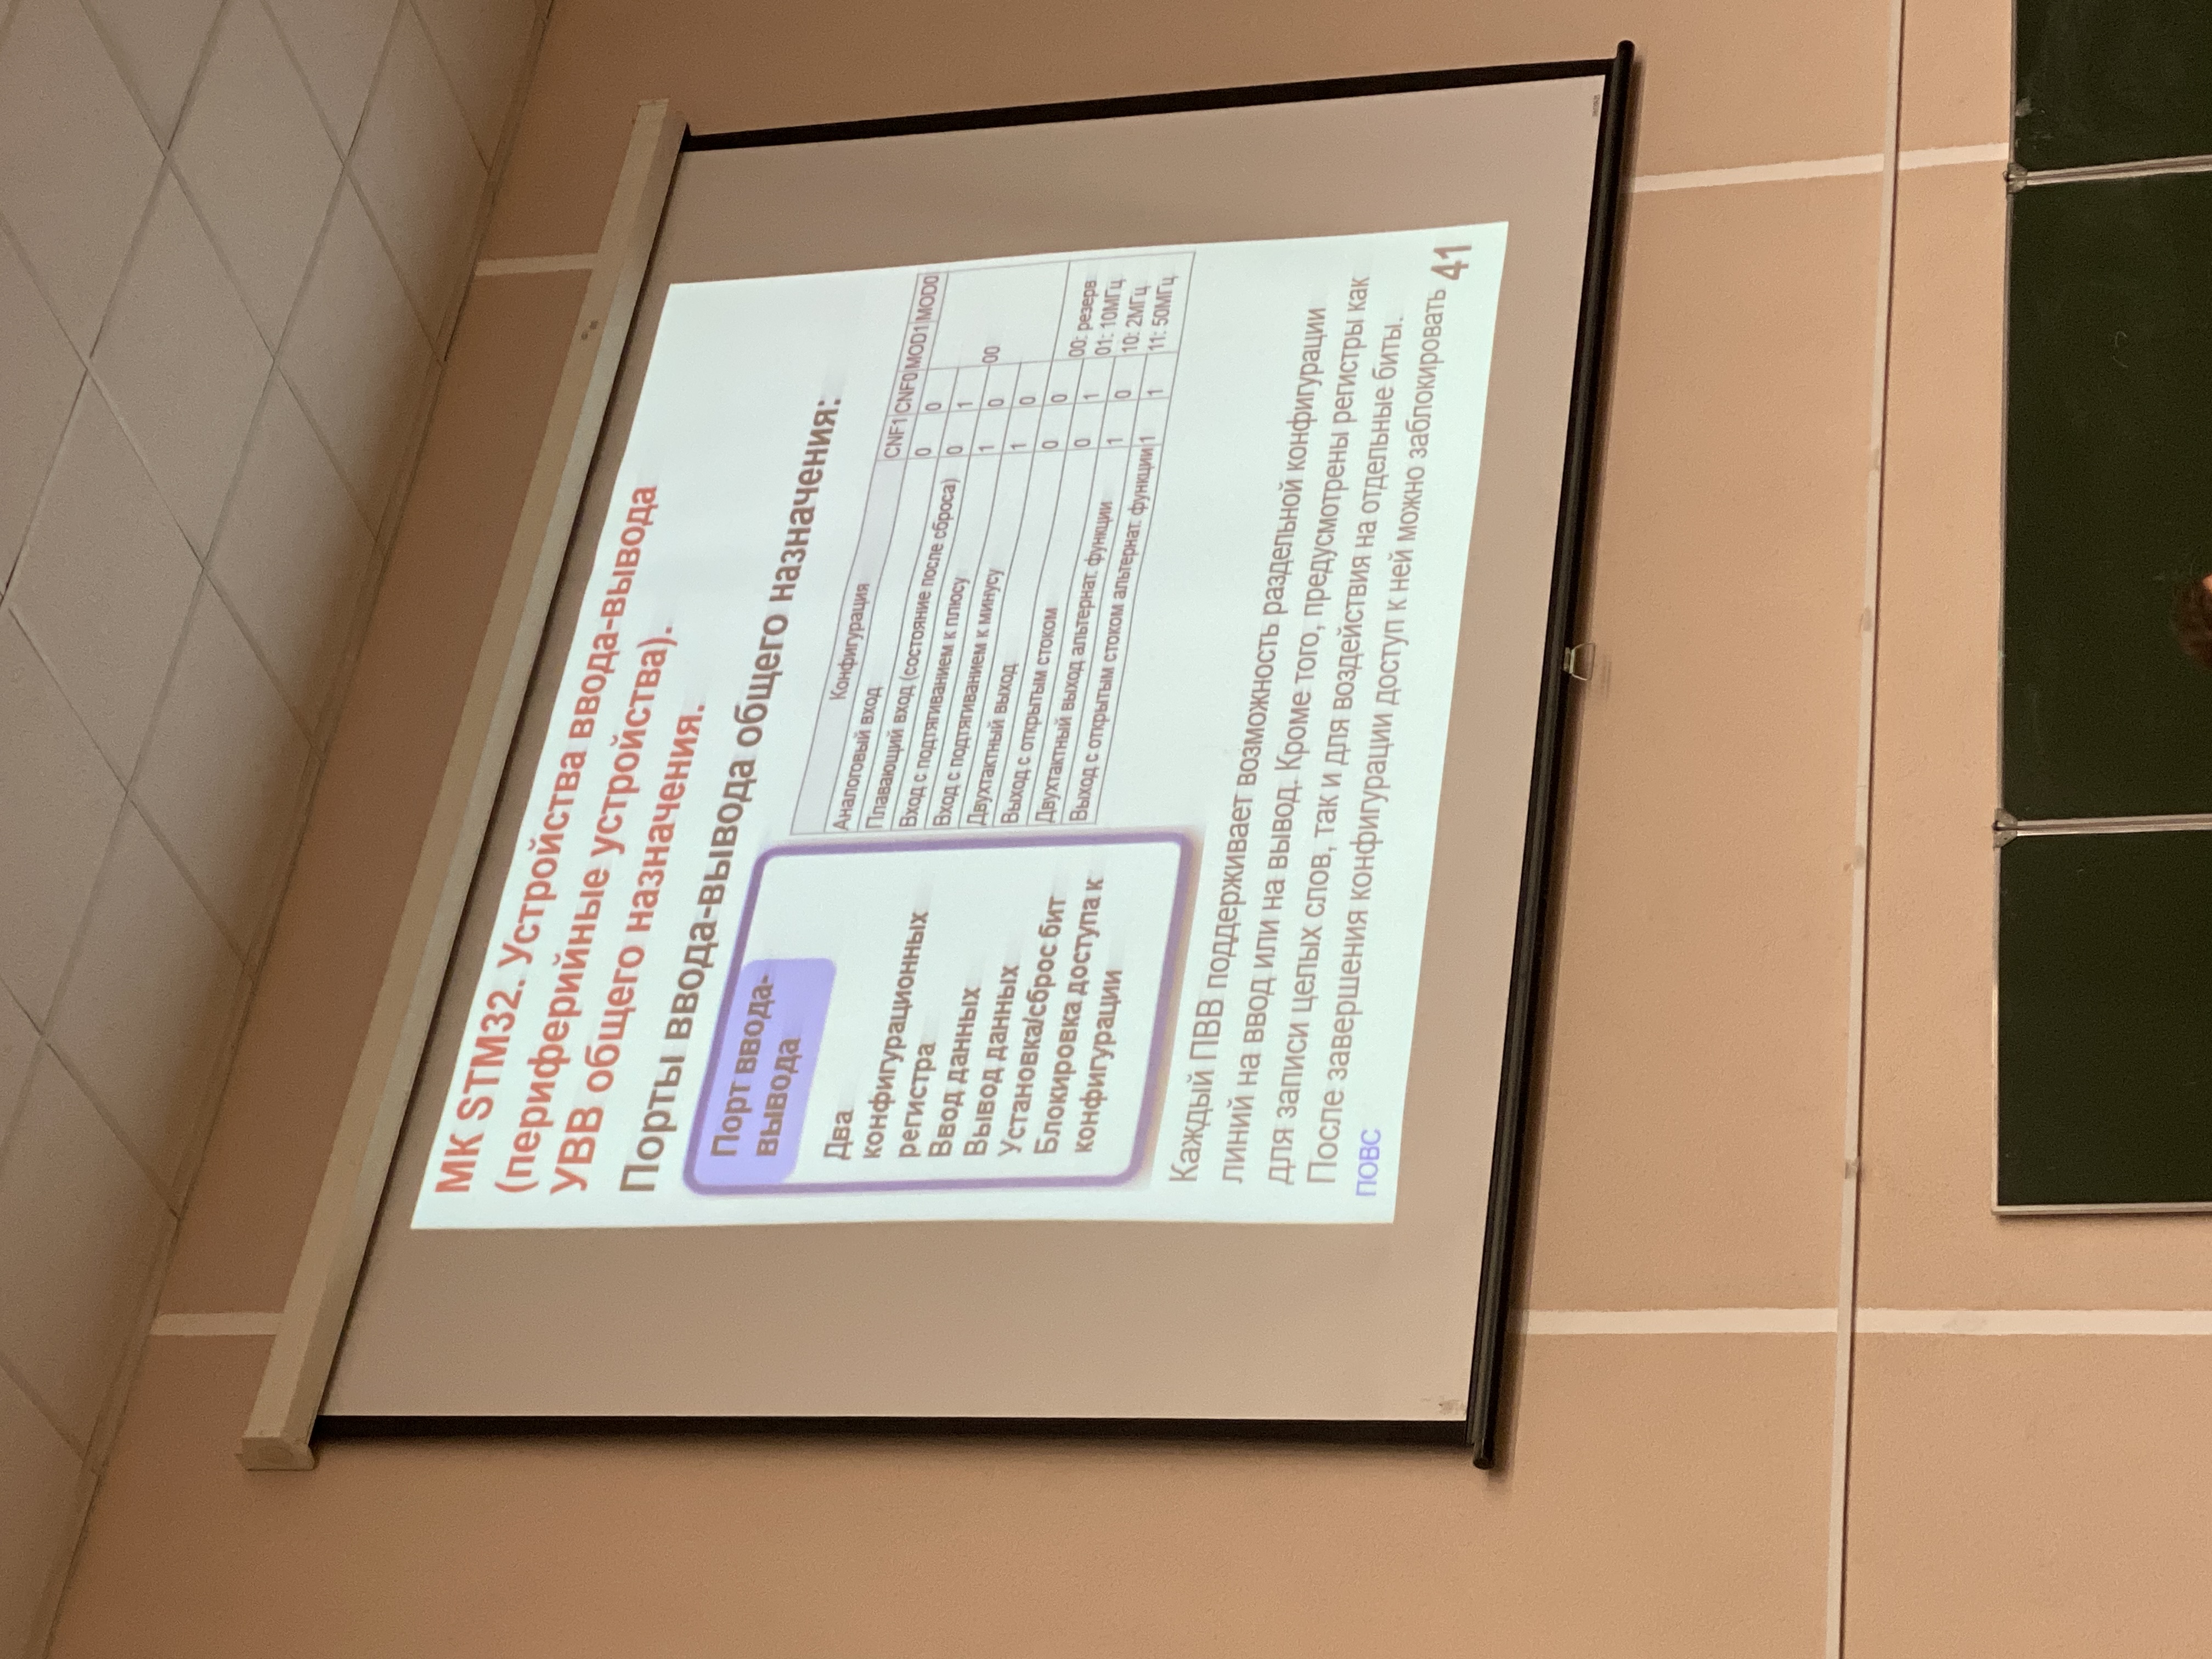 МК STM32. Устройства ввода-вывода
(периферийные устройства).
УВВ общего назначения.
Порты ввода-вывода общего назначения:
Порт ввода-
вывода
Два
конфигурационных
регистра
Ввод данных
Вывод данных
Установка/сброс бит
Блокировка доступа к
конфигурации
Конфигурация CNF1 CNF0 MOD1 MOD0
Аналоговый вход 0 0
Плавающий вход (состояние после сброса) 0 1
Вход с подтягиванием к плюсу 1 0
00
Вход с подтягиванием к минусу 1 0
Двухтактный выход 0 0
Выход с открытым стоком 0 1
Двухтактный выход альтернат. функции 1 0
Выход с открытым стоком альтернат. функции 1 1
00: резерв
01: 10МГц
10: 2МГц
11: 50МГц
Каждый ПВВ поддерживает возможность раздельной конфигурации
линий на ввод или на вывод. Кроме того, предусмотрены регистры как
для записи целых слов, так и для воздействия на отдельные биты.
После завершения конфигурации доступ к ней можно заблокировать
ПОВС
41